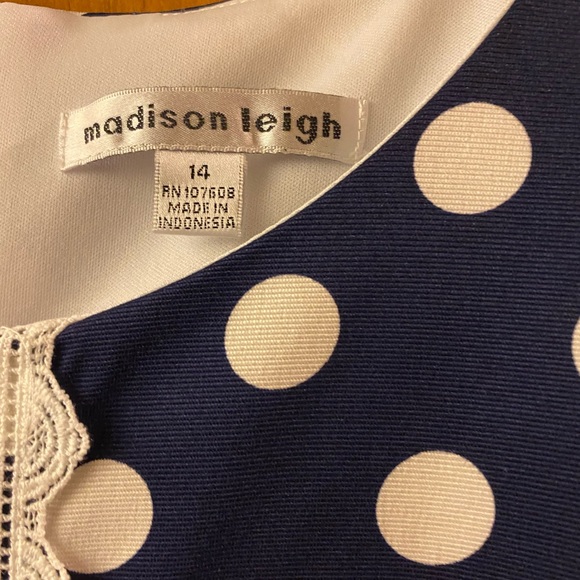 madison leigh
14
RN107608
MADE IN
INDONESIA